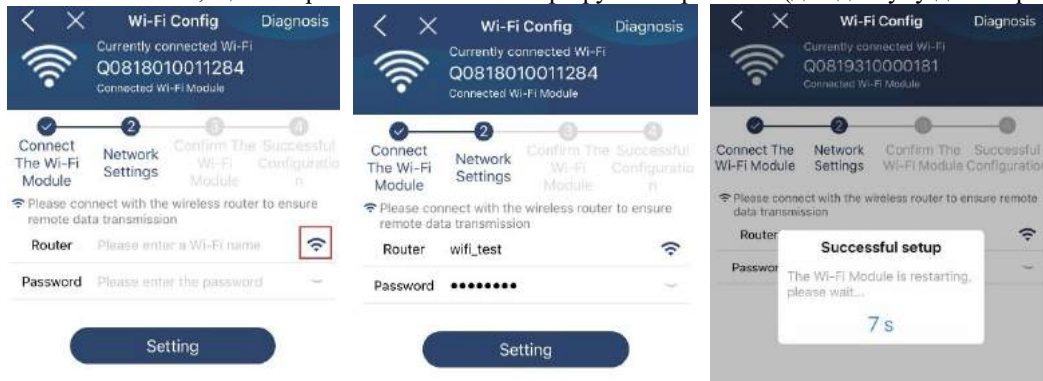 Wi-Fi Config Diagnosis
Currently connected Wi-Fi
Q0818010011284
Connected Wi-Fi Module
2 3 4
Connect The Wi-Fi Module
Network Settings
Confirm The Wi-Fi Module
Successful Configuratio n
Please connect with the wireless router to ensure
remote data transmission
Router Please enter a Wi-Fi name
Password Please enter the password
Setting
Wi-Fi Config Diagnosis
Currently connected Wi-Fi
Q0818010011284
Connected Wi-Fi Module
2 3 4
Connect The Wi-Fi Module
Network Settings
Confirm The Wi-Fi Module
Successful Configuratio n
Please connect with the wireless router to ensure
remote data transmission
Router wifi_test
Password ●●●●●●●●
Setting
Wi-Fi Config Diagnosis
Currently connected Wi-Fi
Q0819310000181
Connected Wi-Fi Module
2
Connect The Wi-Fi Module
Network Settings
Confirm The Wi-Fi Module
Successful Configuration
Please connect with the wireless router to ensure remote
data transmission
Router
Passwor
Successful setup
The Wi-Fi Module is restarting,
please wait...
7 s